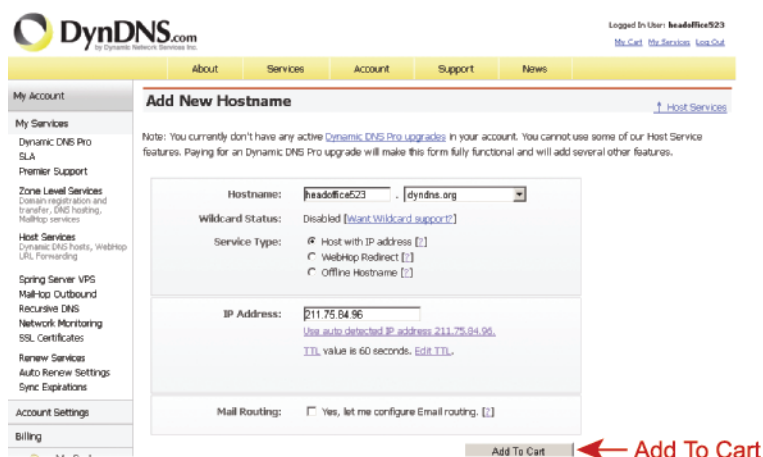 DynDNS.com
by Dynamic Network Services Inc.
Logged In User: headoffice523
My Cart My Services Log Out
About Services Account Support News
My Account
My Services
Dynamic DNS Pro
SLA
Premier Support
Zone Level Services
Domain registration and
transfer, DNS hosting,
MailHop services
Host Services
Dynamic DNS hosts, WebHop
URL Forwarding
Spring Server VPS
MailHop Outbound
Recursive DNS
Network Monitoring
SSL Certificates
Renew Services
Auto Renew Settings
Sync Expirations
Account Settings
Billing
Add New Hostname
↑ Host Services
Note: You currently don't have any active Dynamic DNS Pro upgrades in your account. You cannot use some of our Host Service
features. Paying for an Dynamic DNS Pro upgrade will make this form fully functional and will add several other features.
Hostname: headoffice523 . dyndns.org
Wildcard Status: Disabled [Want Wildcard support?]
Service Type: Host with IP address [?]
WebHop Redirect [?]
Offline Hostname [?]
IP Address: 211.75.84.96
Use auto detected IP address 211.75.84.96.
TTL value is 60 seconds. Edit TTL.
Mail Routing: Yes, let me configure Email routing. [?]
Add To Cart
Add To Cart